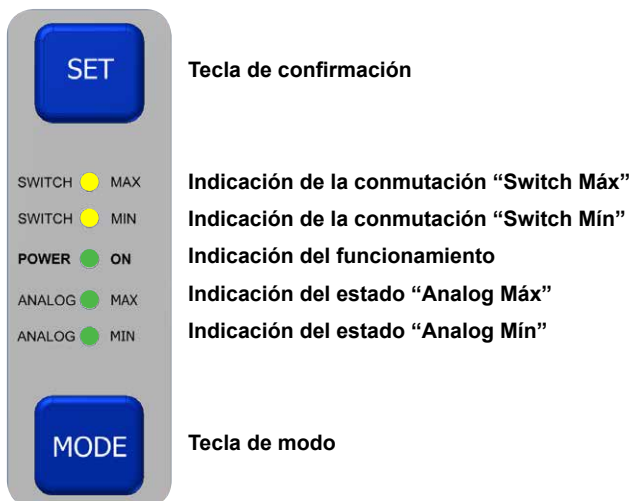 SET Tecla de confirmación
SWITCH MAX Indicación de la conmutación “Switch Máx”
SWITCH MIN Indicación de la conmutación “Switch Mín”
POWER ON Indicación del funcionamiento
ANALOG MAX Indicación del estado “Analog Máx”
ANALOG MIN Indicación del estado “Analog Mín”
MODE Tecla de modo